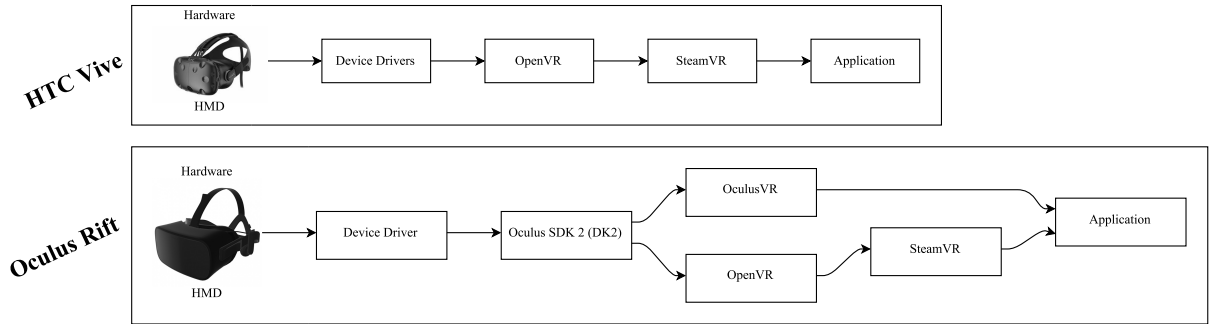 HTC Vive
Hardware
HMD
Device Drivers
OpenVR
SteamVR
Application
Oculus Rift
Hardware
HMD
Device Driver
Oculus SDK 2 (DK2)
OculusVR
OpenVR
SteamVR
Application